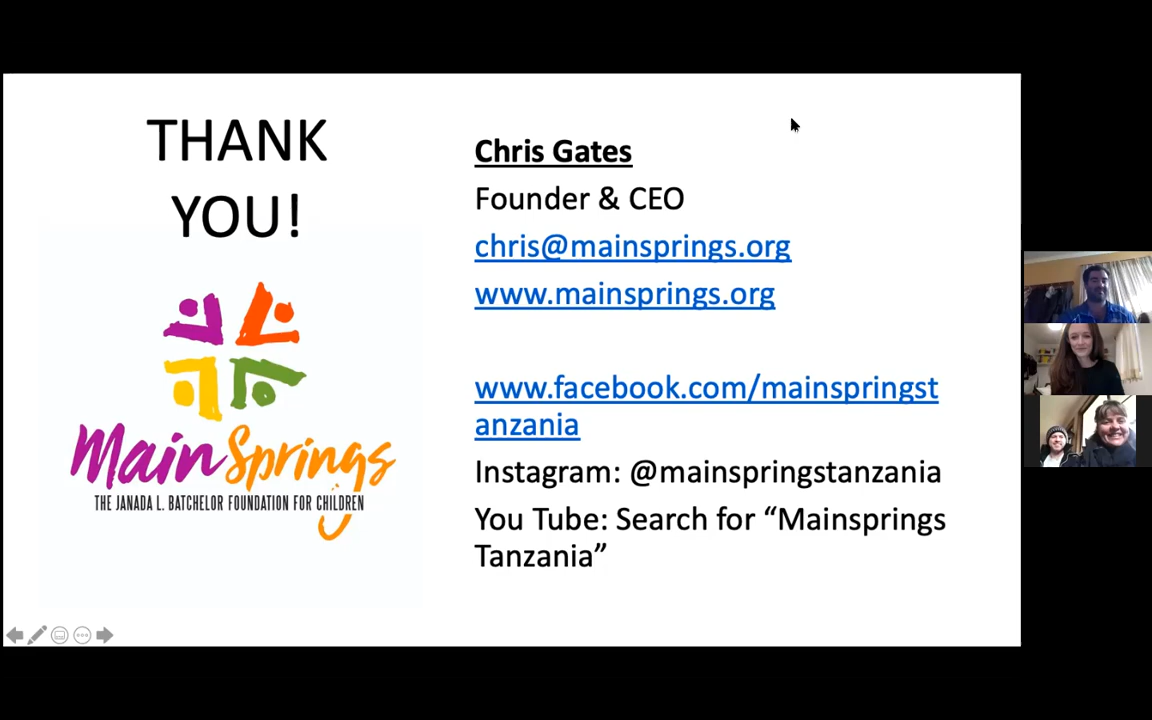 THANK
YOU!
MainSprings
THE JANADA L. BATCHELOR FOUNDATION FOR CHILDREN
Chris Gates
Founder & CEO
chris@mainsprings.org
www.mainsprings.org
www.facebook.com/mainspringst
anzania
Instagram: @mainspringstanzania
You Tube: Search for “Mainsprings
Tanzania”